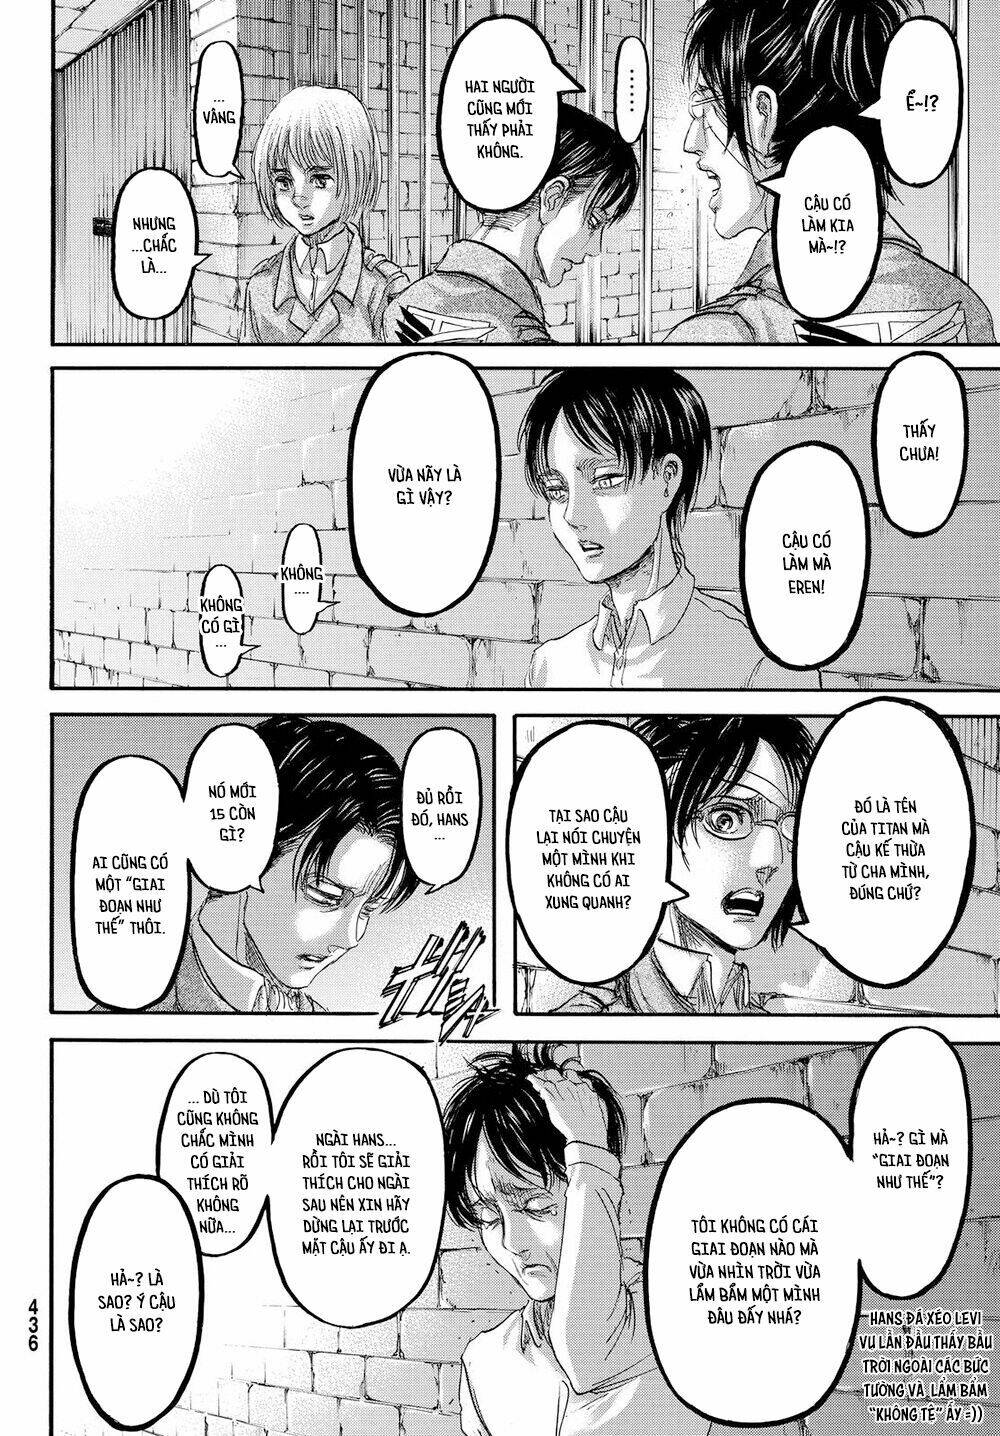 Ể~!?
CẬU CÓ
LÀM KIA
MÀ~!?
........
HAI NGƯỜI
CŨNG MỚI
THẤY PHẢI
KHÔNG.
...
VÂNG
NHƯNG
...CHẮC
LÀ...
THẤY
CHƯA!
CẬU CÓ
LÀM MÀ
EREN!
VỪA NÃY LÀ
GÌ VẬY?
KHÔNG
....
KHÔNG
CÓ GÌ
...
ĐÓ LÀ TÊN
CỦA TITAN MÀ
CẬU KẾ THỪA
TỪ CHA MÌNH,
ĐÚNG CHỨ?
TẠI SAO CẬU
LẠI NÓI CHUYỆN
MỘT MÌNH KHI
KHÔNG CÓ AI
XUNG QUANH?
ĐỦ RỒI
ĐÓ, HANS
...
NÓ MỚI
15 CÒN
GÌ?
AI CŨNG CÓ
MỘT “GIAI
ĐOẠN NHƯ
THẾ” THÔI.
HẢ~? GÌ MÀ
“GIAI ĐOẠN
NHƯ THẾ”?
TÔI KHÔNG CÓ CÁI
GIAI ĐOẠN NÀO MÀ
VỪA NHÌN TRỜI VỪA
LẨM BẨM MỘT MÌNH
ĐÂU ĐẤY NHÁ?
HANS ĐÁ XÉO LEVI
VỤ LẦN ĐẦU THẤY BẦU
TRỜI NGOÀI CÁC BỨC
TƯỜNG VÀ LẨM BẨM
“KHÔNG TỆ” ẤY =))
NGÀI HANS...
RỒI TÔI SẼ GIẢI
THÍCH CHO NGÀI
SAU NÊN XIN HÃY
DỪNG LẠI TRƯỚC
MẶT CẬU ẤY ĐI Ạ.
... DÙ TÔI
CŨNG KHÔNG
CHẮC MÌNH
CÓ GIẢI
THÍCH RÕ
KHÔNG
NỮA...
HẢ~? LÀ
SAO? Ý CẬU
LÀ SAO?
436